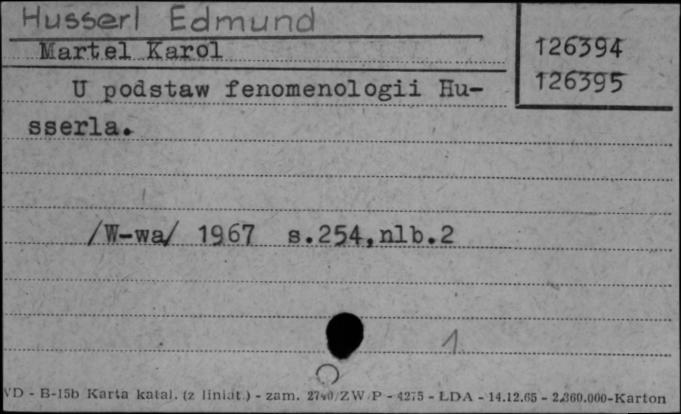 Husserl Edmund
Martel Karol
126394
126395
U podstaw fenomenologii Hu-
sserla.
/W-wa/ 1967 s.254,nlb.2
1
VD - B-15b Karta katal. (z liniat.) - zam. ZW P - 4275 - LDA - 14.12.65 - 2.360.000-Karton